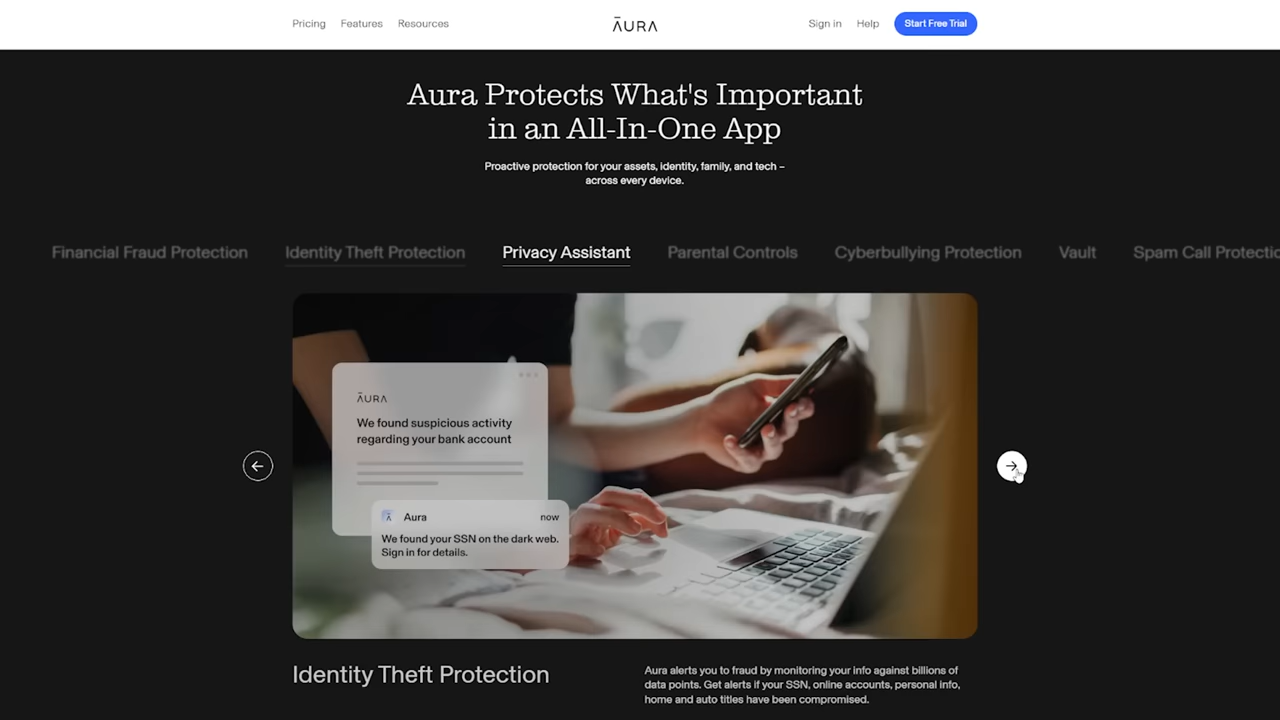 Pricing Features Resources ĀURA Sign in Help Start Free Trial
Aura Protects What's Important
in an All-In-One App
Proactive protection for your assets, identity, family, and tech –
across every device.
Financial Fraud Protection Identity Theft Protection Privacy Assistant Parental Controls Cyberbullying Protection Vault Spam Call Protectio
ĀURA
We found suspicious activity
regarding your bank account
Aura now
We found your SSN on the dark web.
Sign in for details.
Identity Theft Protection
Aura alerts you to fraud by monitoring your info against billions of
data points. Get alerts if your SSN, online accounts, personal info,
home and auto titles have been compromised.